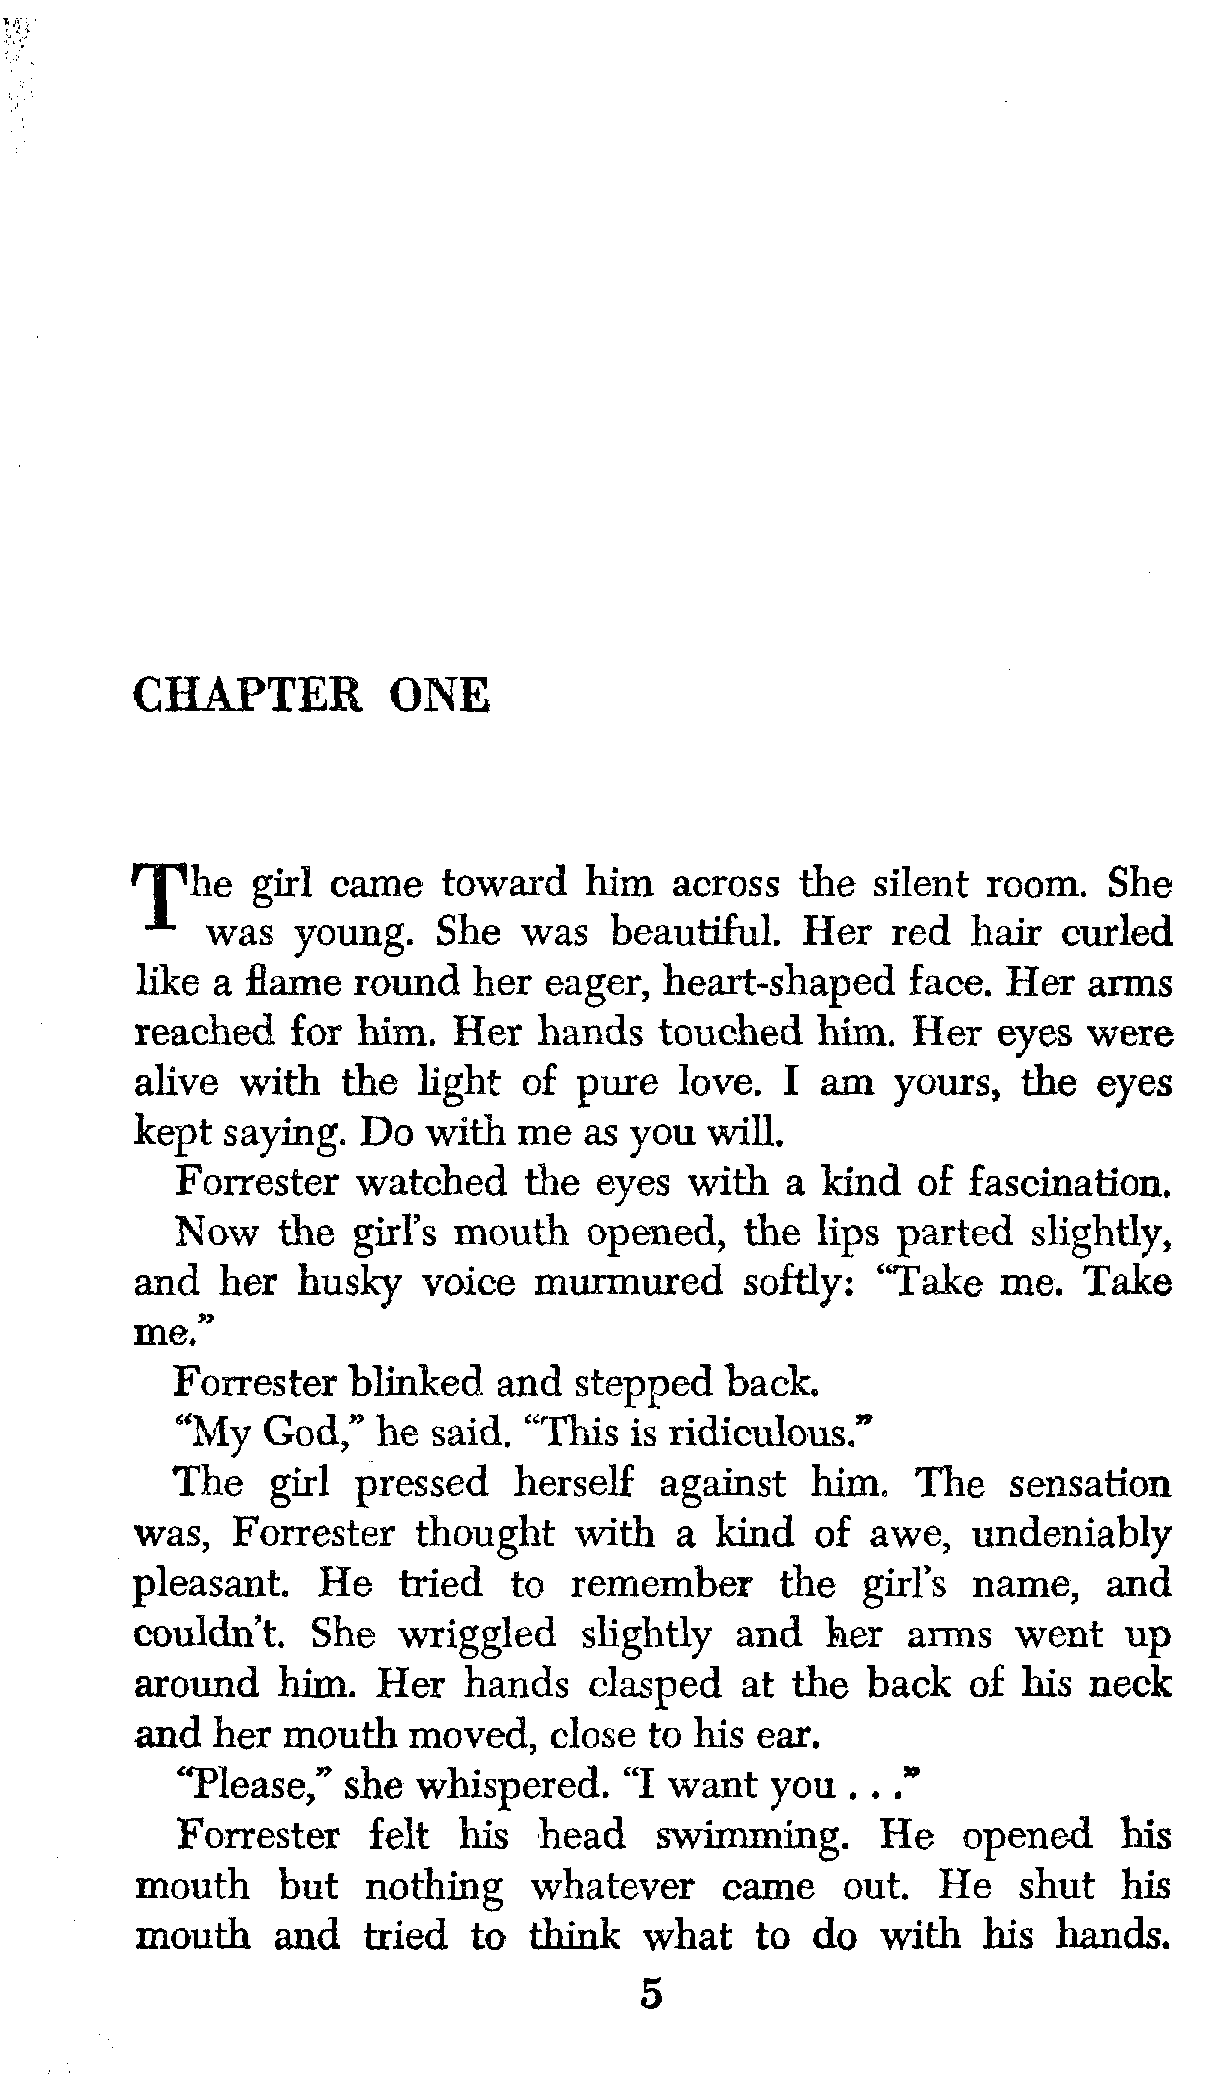 CHAPTER ONE
The girl came toward him across the silent room. She
was young. She was beautiful. Her red hair curled
like a flame round her eager, heart-shaped face. Her arms
reached for him. Her hands touched him. Her eyes were
alive with the light of pure love. I am yours, the eyes
kept saying. Do with me as you will.
Forrester watched the eyes with a kind of fascination.
Now the girl's mouth opened, the lips parted slightly,
and her husky voice murmured softly: “Take me. Take
me.”
Forrester blinked and stepped back.
“My God,” he said. “This is ridiculous.”
The girl pressed herself against him. The sensation
was, Forrester thought with a kind of awe, undeniably
pleasant. He tried to remember the girl's name, and
couldn't. She wriggled slightly and her arms went up
around him. Her hands clasped at the back of his neck
and her mouth moved, close to his ear.
“Please,” she whispered. “I want you . . .”
Forrester felt his head swimming. He opened his
mouth but nothing whatever came out. He shut his
mouth and tried to think what to do with his hands.
5